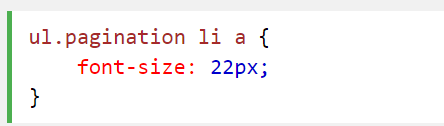 ul.pagination li a {
    font-size: 22px;
}